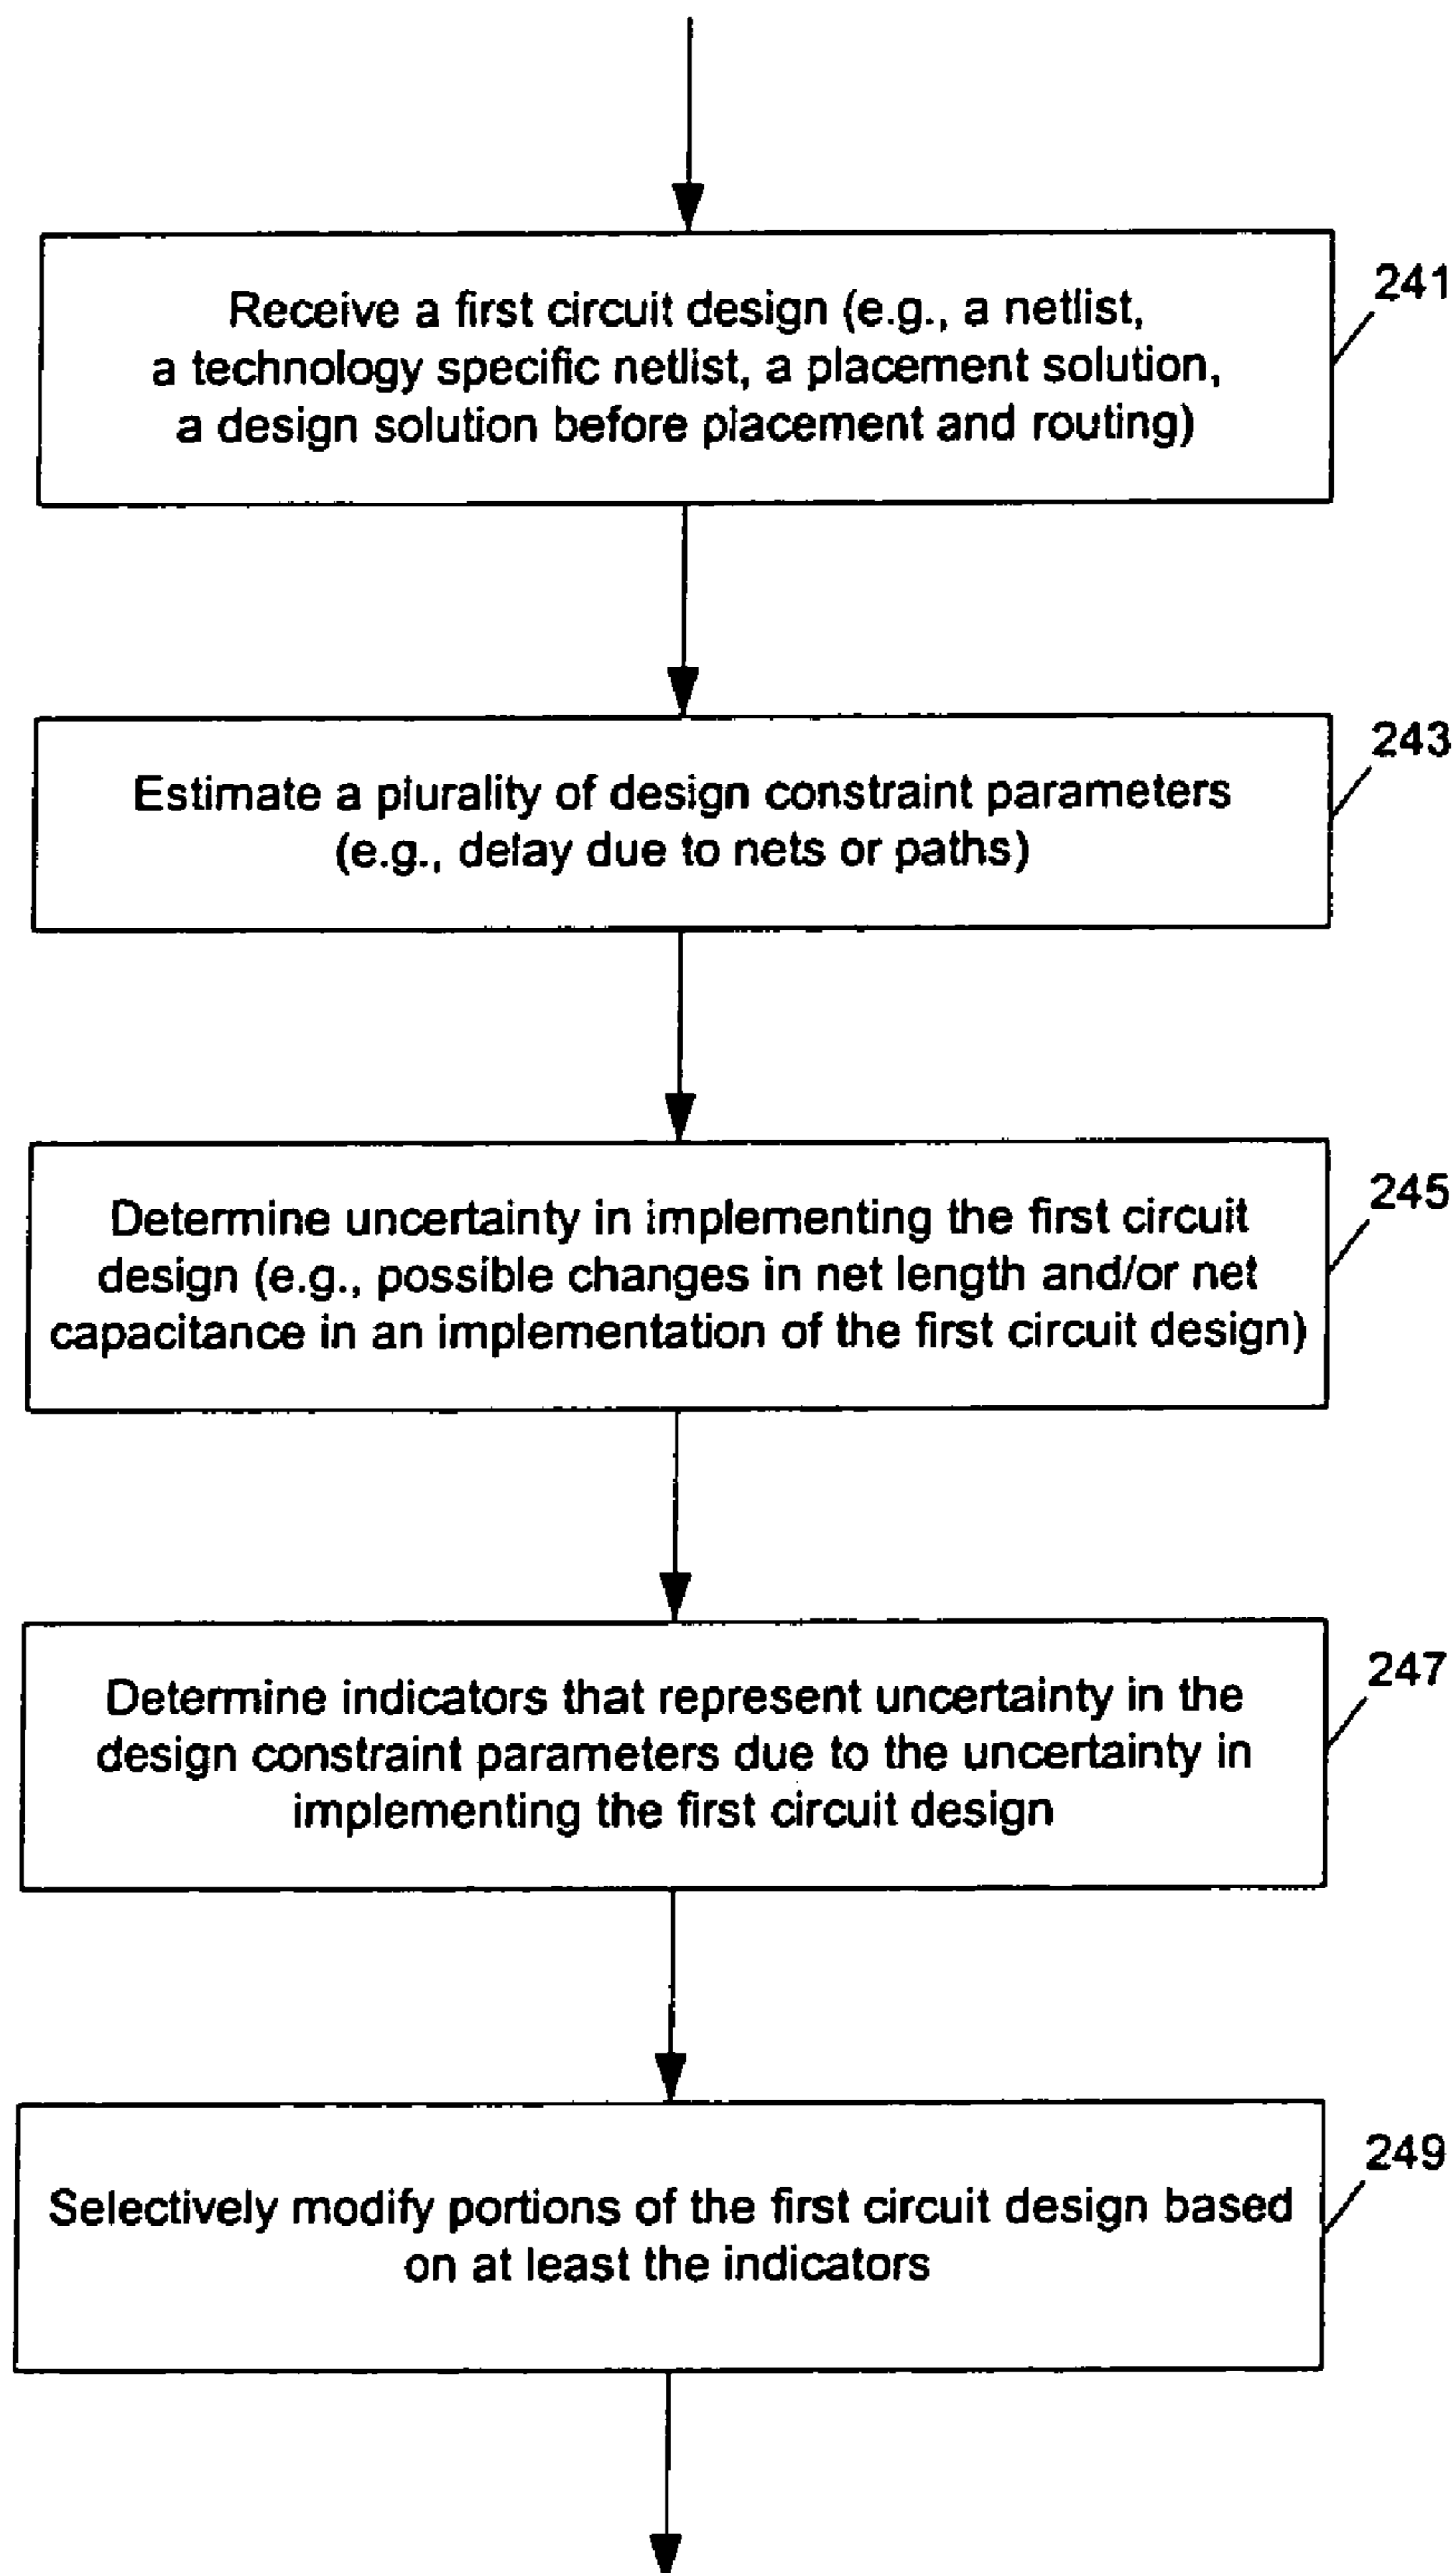 Receive a first circuit design (e.g., a netlist,
a technology specific netlist, a placement solution,
a design solution before placement and routing)
241
Estimate a plurality of design constraint parameters
(e.g., delay due to nets or paths)
243
Determine uncertainty in implementing the first circuit
design (e.g., possible changes in net length and/or net
capacitance in an implementation of the first circuit design)
245
Determine indicators that represent uncertainty in the
design constraint parameters due to the uncertainty in
implementing the first circuit design
247
Selectively modify portions of the first circuit design based
on at least the indicators
249